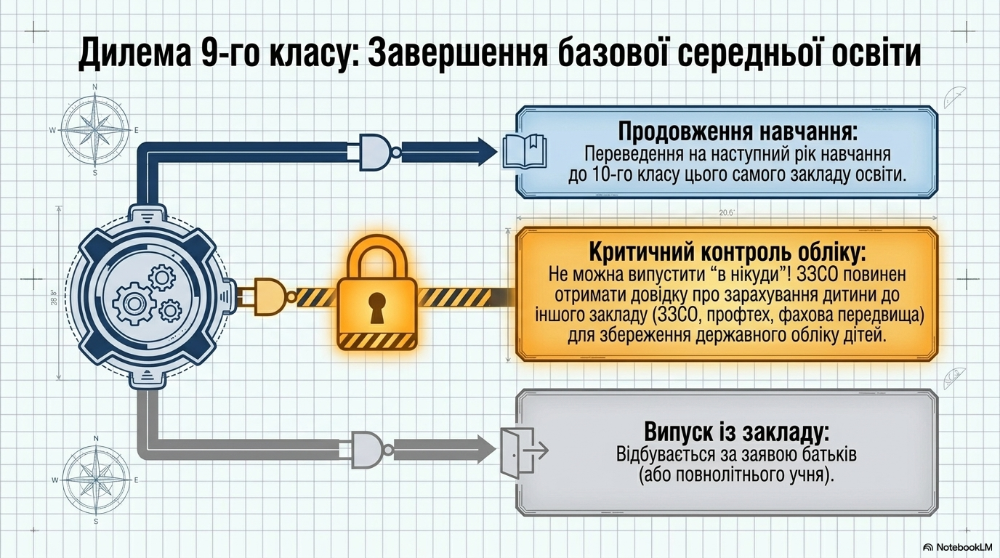 Дилема 9-го класу: Завершення базової середньої освіти
N
W E
S
Продовження навчання:
Переведення на наступний рік навчання
до 10-го класу цього самого закладу освіти.
20.6"
Критичний контроль обліку:
Не можна випустити “в нікуди”! ЗЗСО повинен
отримати довідку про зарахування дитини до
іншого закладу (ЗЗСО, профтех, фахова передвища)
для збереження державного обліку дітей.
Випуск із закладу:
Відбувається за заявою батьків
(або повнолітнього учня).
N
W E
S
NotebookLM